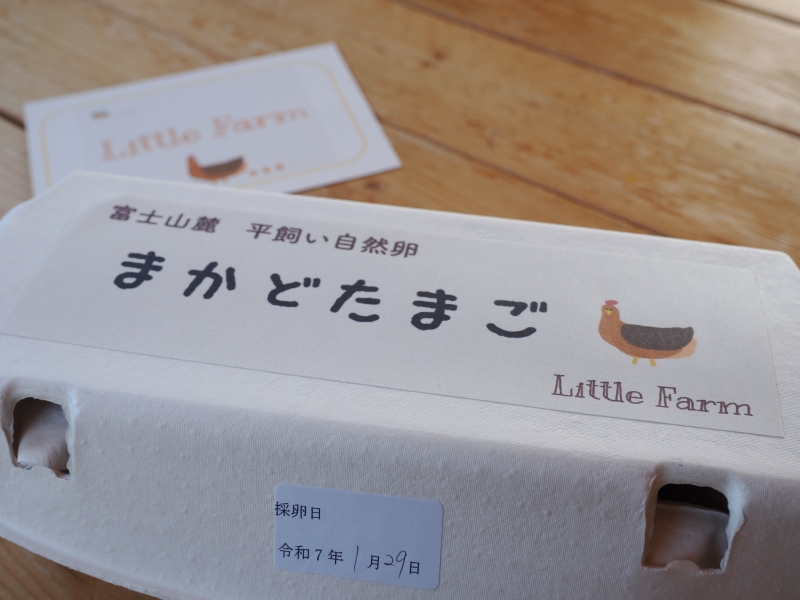 Little Farm
富士山麓 平飼い自然卵
まかどたまご
Little Farm
採卵日
令和7年1月29日